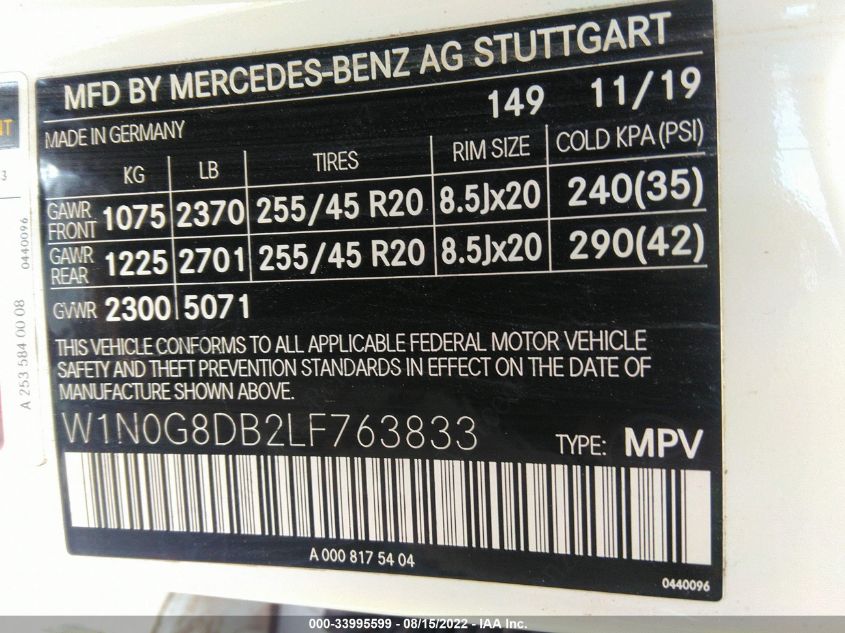 MFD BY MERCEDES-BENZ AG STUTTGART
149 11/19
MADE IN GERMANY
KG LB TIRES RIM SIZE COLD KPA (PSI)
GAWR FRONT 1075 2370 255/45 R20 8.5Jx20 240(35)
GAWR REAR 1225 2701 255/45 R20 8.5Jx20 290(42)
GVWR 2300 5071
THIS VEHICLE CONFORMS TO ALL APPLICABLE FEDERAL MOTOR VEHICLE
SAFETY AND THEFT PREVENTION STANDARDS IN EFFECT ON THE DATE OF
MANUFACTURE SHOWN ABOVE.
W1N0G8DB2LF763833 TYPE: MPV
A 000 817 54 04
0440096
0440096
A 253 584 00 08
NT
3
000-33995599 - 08/15/2022 - IAA Inc.